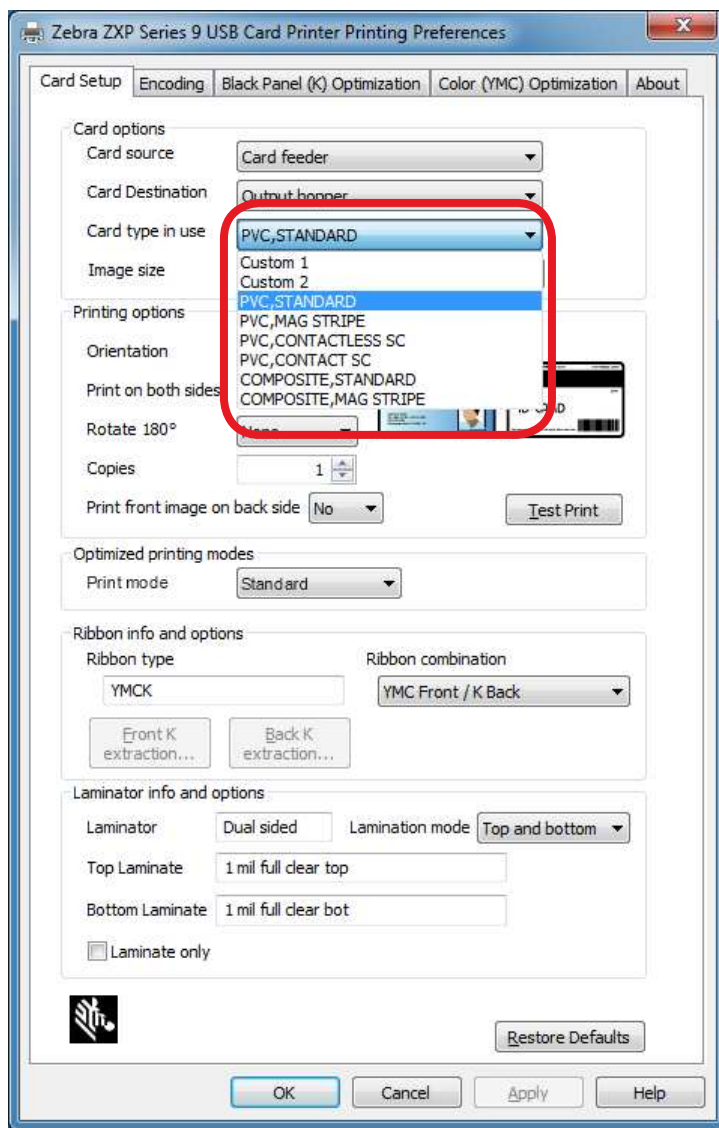 Zebra ZXP Series 9 USB Card Printer Printing Preferences
Card Setup Encoding Black Panel (K) Optimization Color (YMC) Optimization About
Card options
Card source Card feeder
Card Destination Output hopper
Card type in use PVC,STANDARD
Image size
Custom 1
Custom 2
PVC,STANDARD
PVC,MAG STRIPE
PVC,CONTACTLESS SC
PVC,CONTACT SC
COMPOSITE,STANDARD
COMPOSITE,MAG STRIPE
Printing options
Orientation
Print on both sides
ID CARD
Rotate 180° None
Copies 1
Print front image on back side No Test Print
Optimized printing modes
Print mode Standard
Ribbon info and options
Ribbon type Ribbon combination
YMCK YMC Front / K Back
Front K extraction... Back K extraction...
Laminator info and options
Laminator Dual sided Lamination mode Top and bottom
Top Laminate 1 mil full clear top
Bottom Laminate 1 mil full clear bot
Laminate only
Restore Defaults
OK Cancel Apply Help